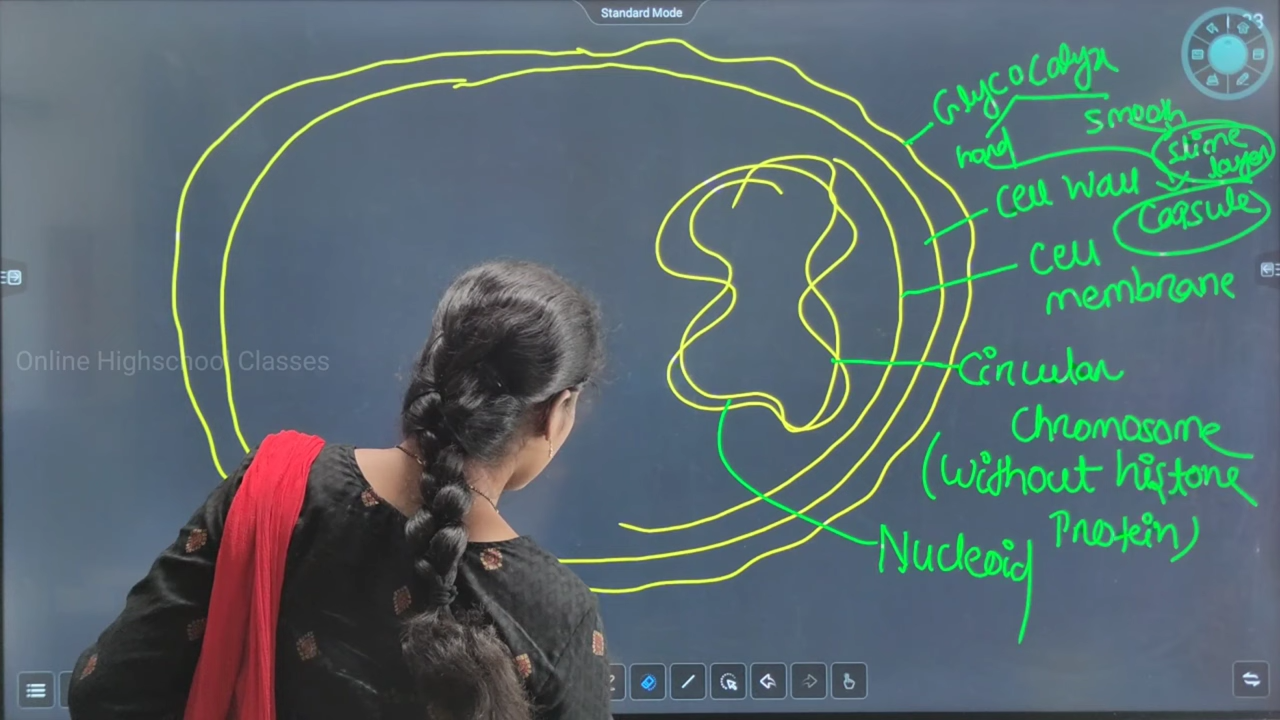 Standard Mode
33
Glycocalyx
hard smooth
Slime
layer
Cell Wall
Capsule
Cell
membrane
Online Highschool Classes
Circular
Chromosome
(Without histone
Protein)
Nucleoid